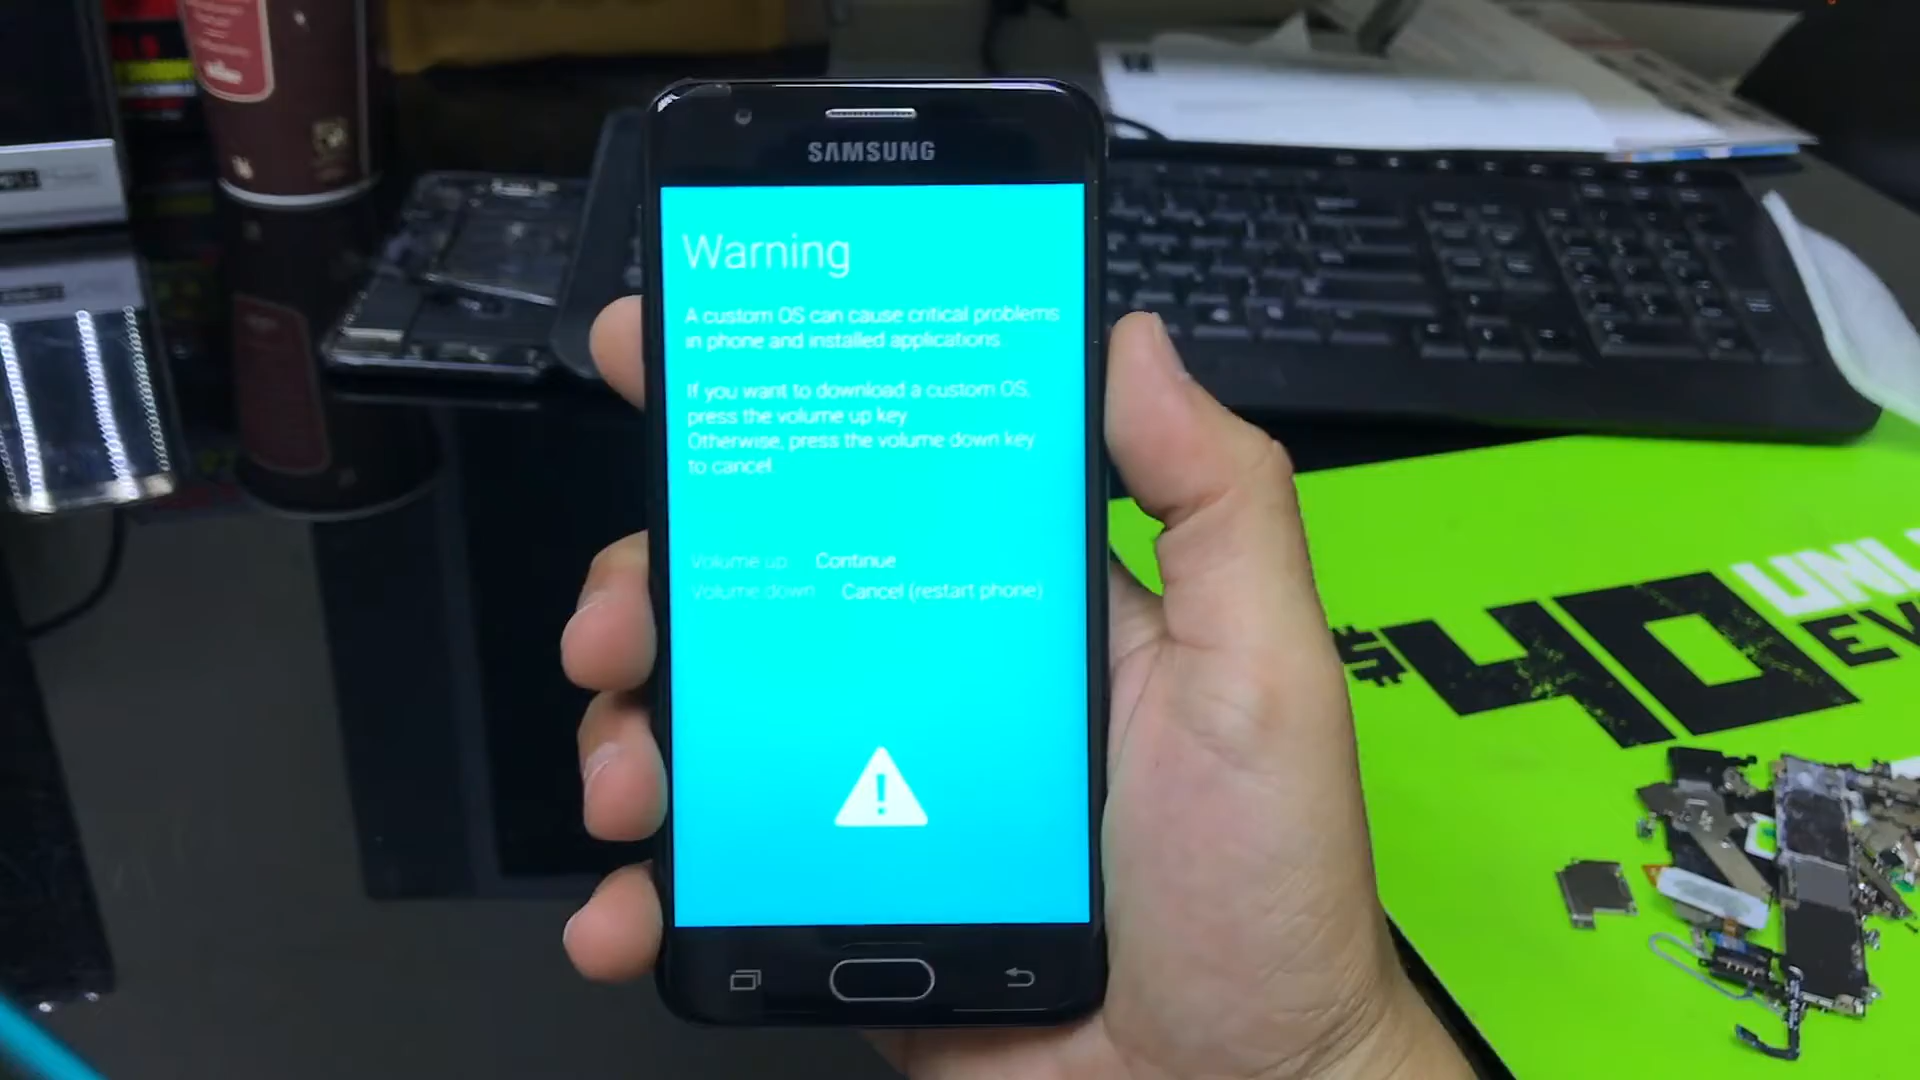 SAMSUNG
Warning
A custom OS can cause critical problems
in phone and installed applications.
If you want to download a custom OS,
press the volume up key.
Otherwise, press the volume down key
to cancel.
Volume up: Continue
Volume down: Cancel (restart phone)
$40